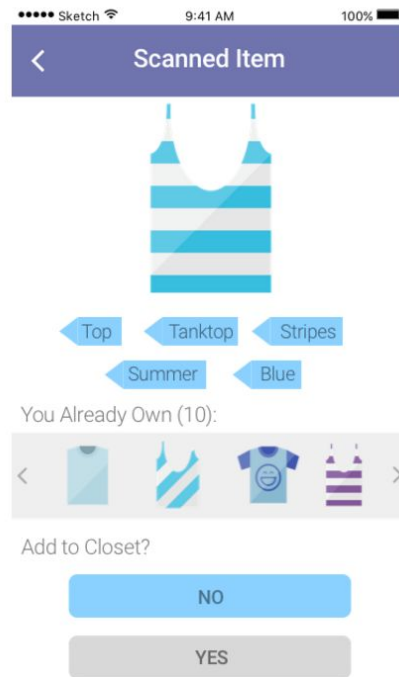 Sketch 9:41 AM 100%
Scanned Item
Top Tanktop Stripes
Summer Blue
You Already Own (10):
Add to Closet?
NO
YES